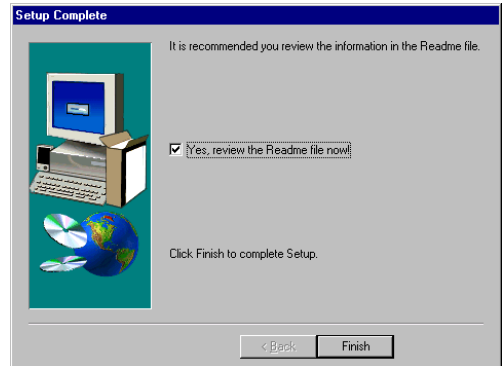 Setup Complete
It is recommended you review the information in the Readme file.
Yes, review the Readme file now!
Click Finish to complete Setup.
< Back
Finish